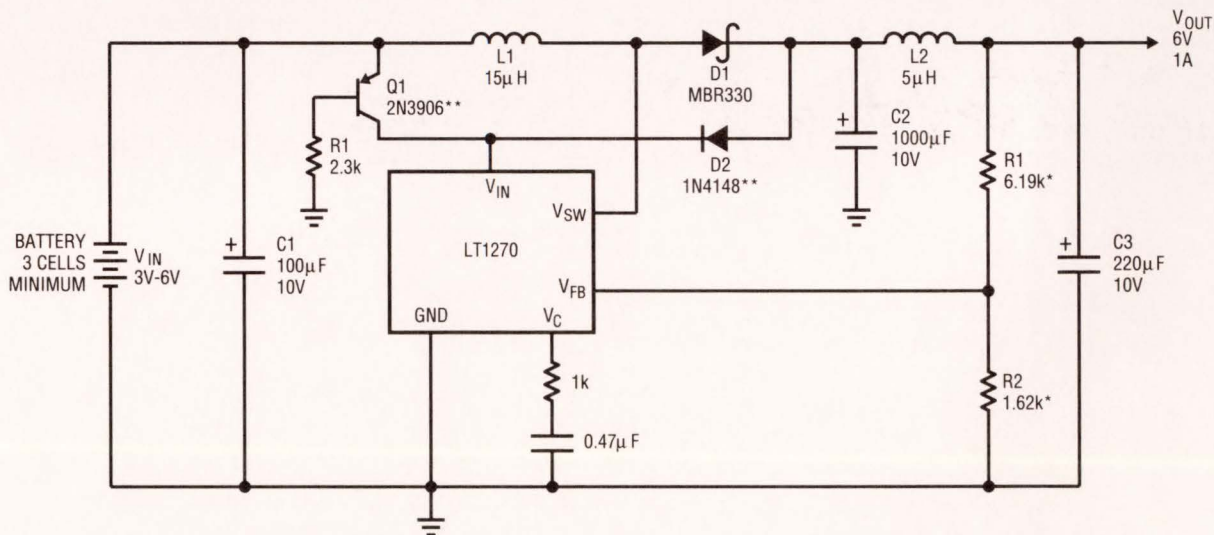 VOUT
6V
1A
L1
15µH
D1
MBR330
L2
5µH
Q1
2N3906**
R1
2.3k
D2
1N4148**
+
C2
1000µF
10V
R1
6.19k*
VIN
VSW
LT1270
VFB
GND
VC
BATTERY
3 CELLS
MINIMUM
VIN
3V-6V
+
C1
100µF
10V
+
C3
220µF
10V
1k
0.47µF
R2
1.62k*